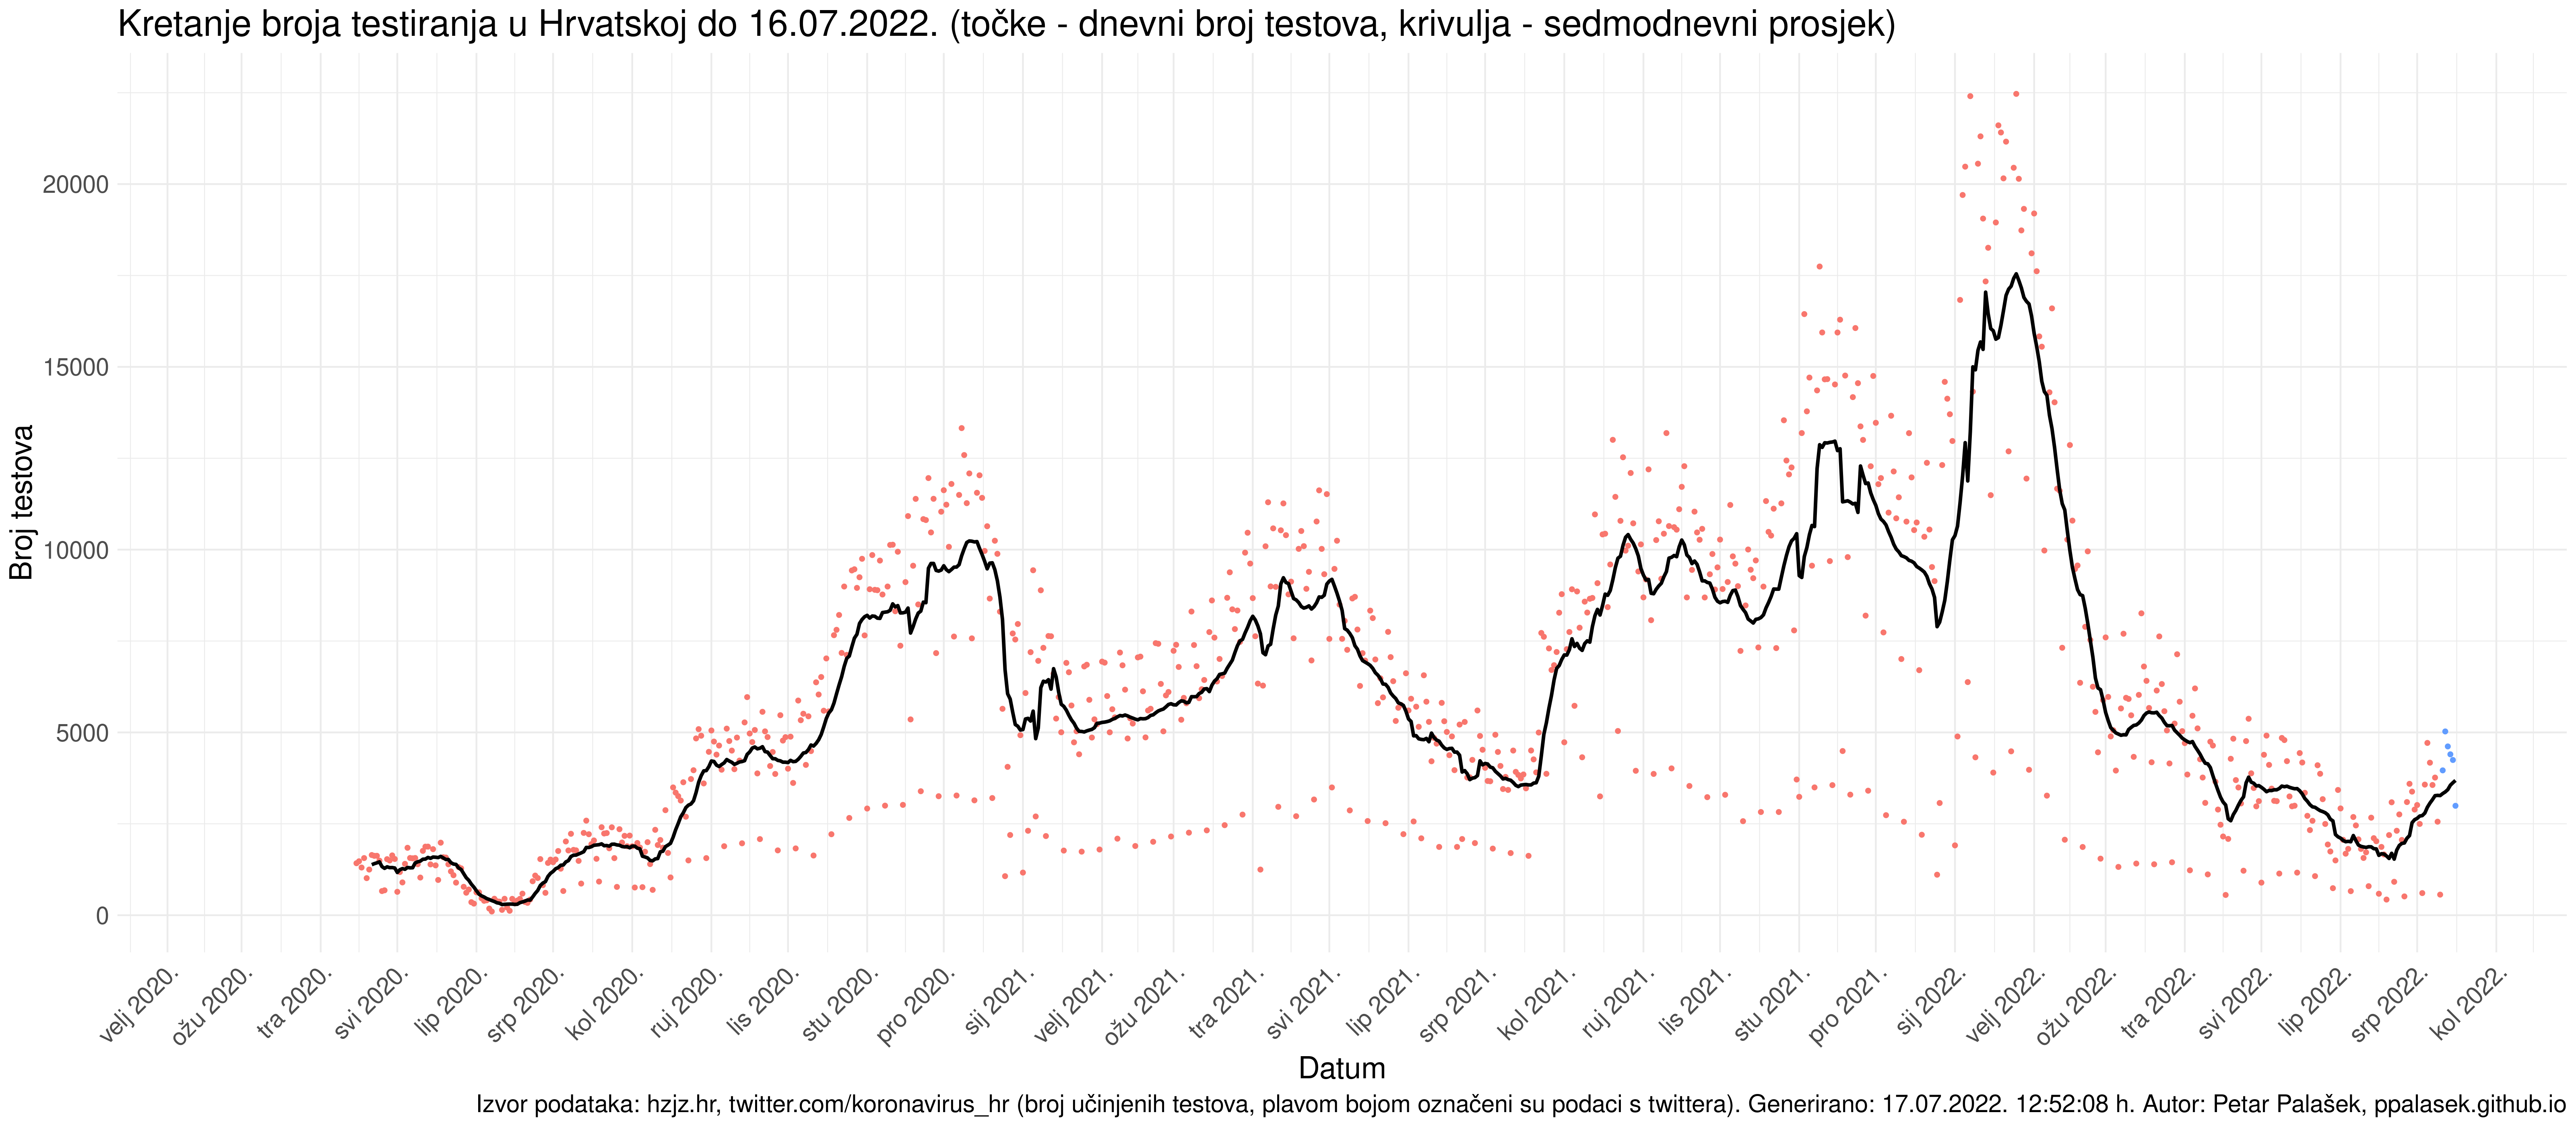 Kretanje broja testiranja u Hrvatskoj do 16.07.2022. (točke - dnevni broj testova, krivulja - sedmodnevni prosjek)
Broj testova
20000
15000
10000
5000
0
velj 2020.
ožu 2020.
tra 2020.
svi 2020.
lip 2020.
srp 2020.
kol 2020.
ruj 2020.
lis 2020.
stu 2020.
pro 2020.
sij 2021.
velj 2021.
ožu 2021.
tra 2021.
svi 2021.
lip 2021.
srp 2021.
kol 2021.
ruj 2021.
lis 2021.
stu 2021.
pro 2021.
sij 2022.
velj 2022.
ožu 2022.
tra 2022.
svi 2022.
lip 2022.
srp 2022.
kol 2022.
Datum
Izvor podataka: hzjz.hr, twitter.com/koronavirus_hr (broj učinjenih testova, plavom bojom označeni su podaci s twittera). Generirano: 17.07.2022. 12:52:08 h. Autor: Petar Palašek, ppalasek.github.io